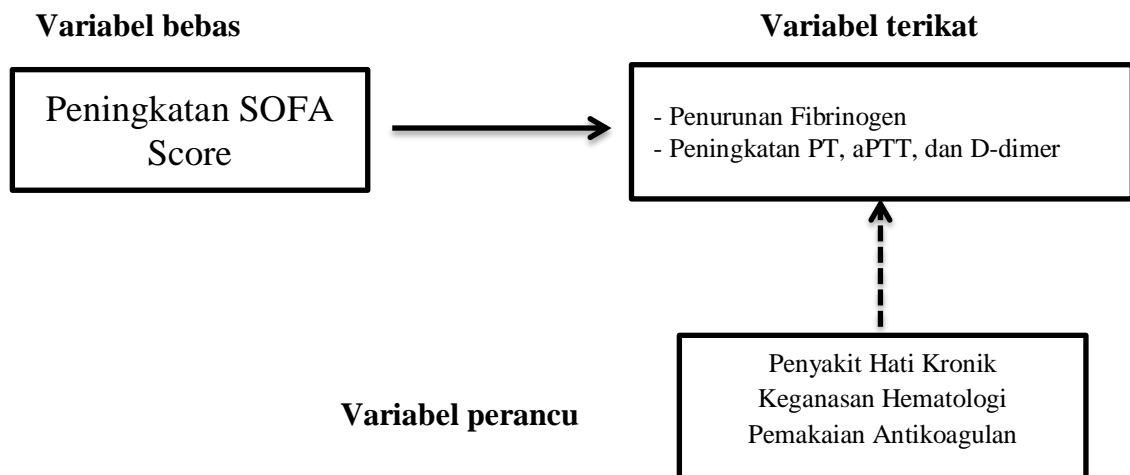 Variabel bebas
Variabel terikat
Peningkatan SOFA
Score
- Penurunan Fibrinogen
- Peningkatan PT, aPTT, dan D-dimer
Penyakit Hati Kronik
Keganasan Hematologi
Pemakaian Antikoagulan
Variabel perancu